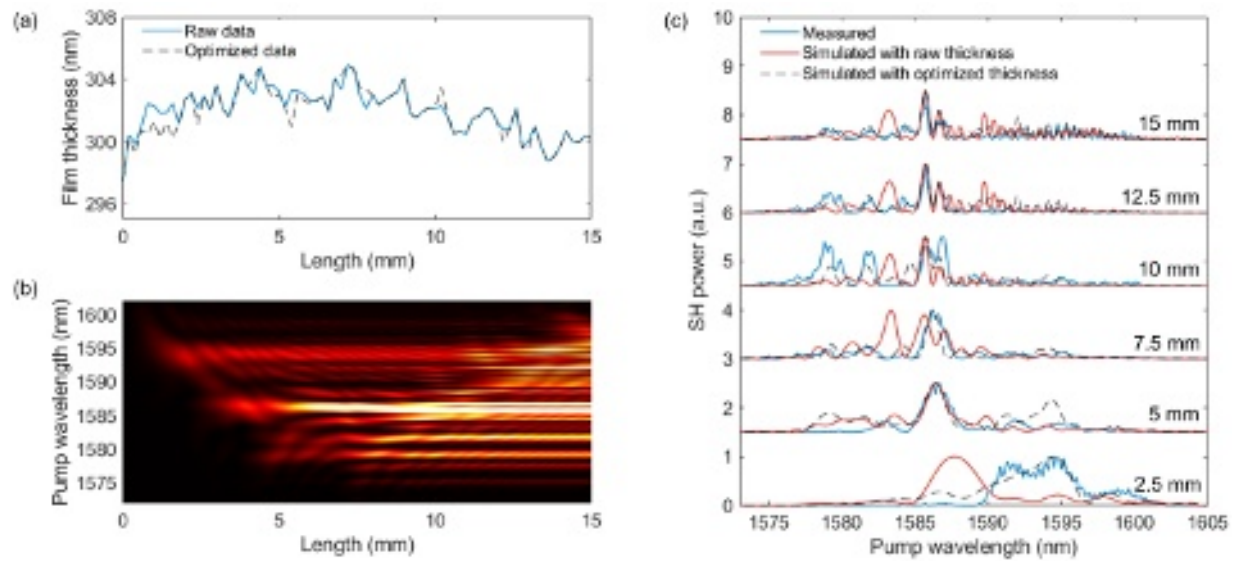 (a)
308
304
300
296
Film thickness (nm)
Raw data
Optimized data
0 5 10 15
Length (mm)
(b)
1600
1595
1590
1585
1580
1575
Pump wavelength (nm)
0 5 10 15
Length (mm)
(c)
10
9
8
7
6
5
4
3
2
1
0
SH power (a.u.)
Measured
Simulated with raw thickness
Simulated with optimized thickness
15 mm
12.5 mm
10 mm
7.5 mm
5 mm
2.5 mm
1575 1580 1585 1590 1595 1600 1605
Pump wavelength (nm)